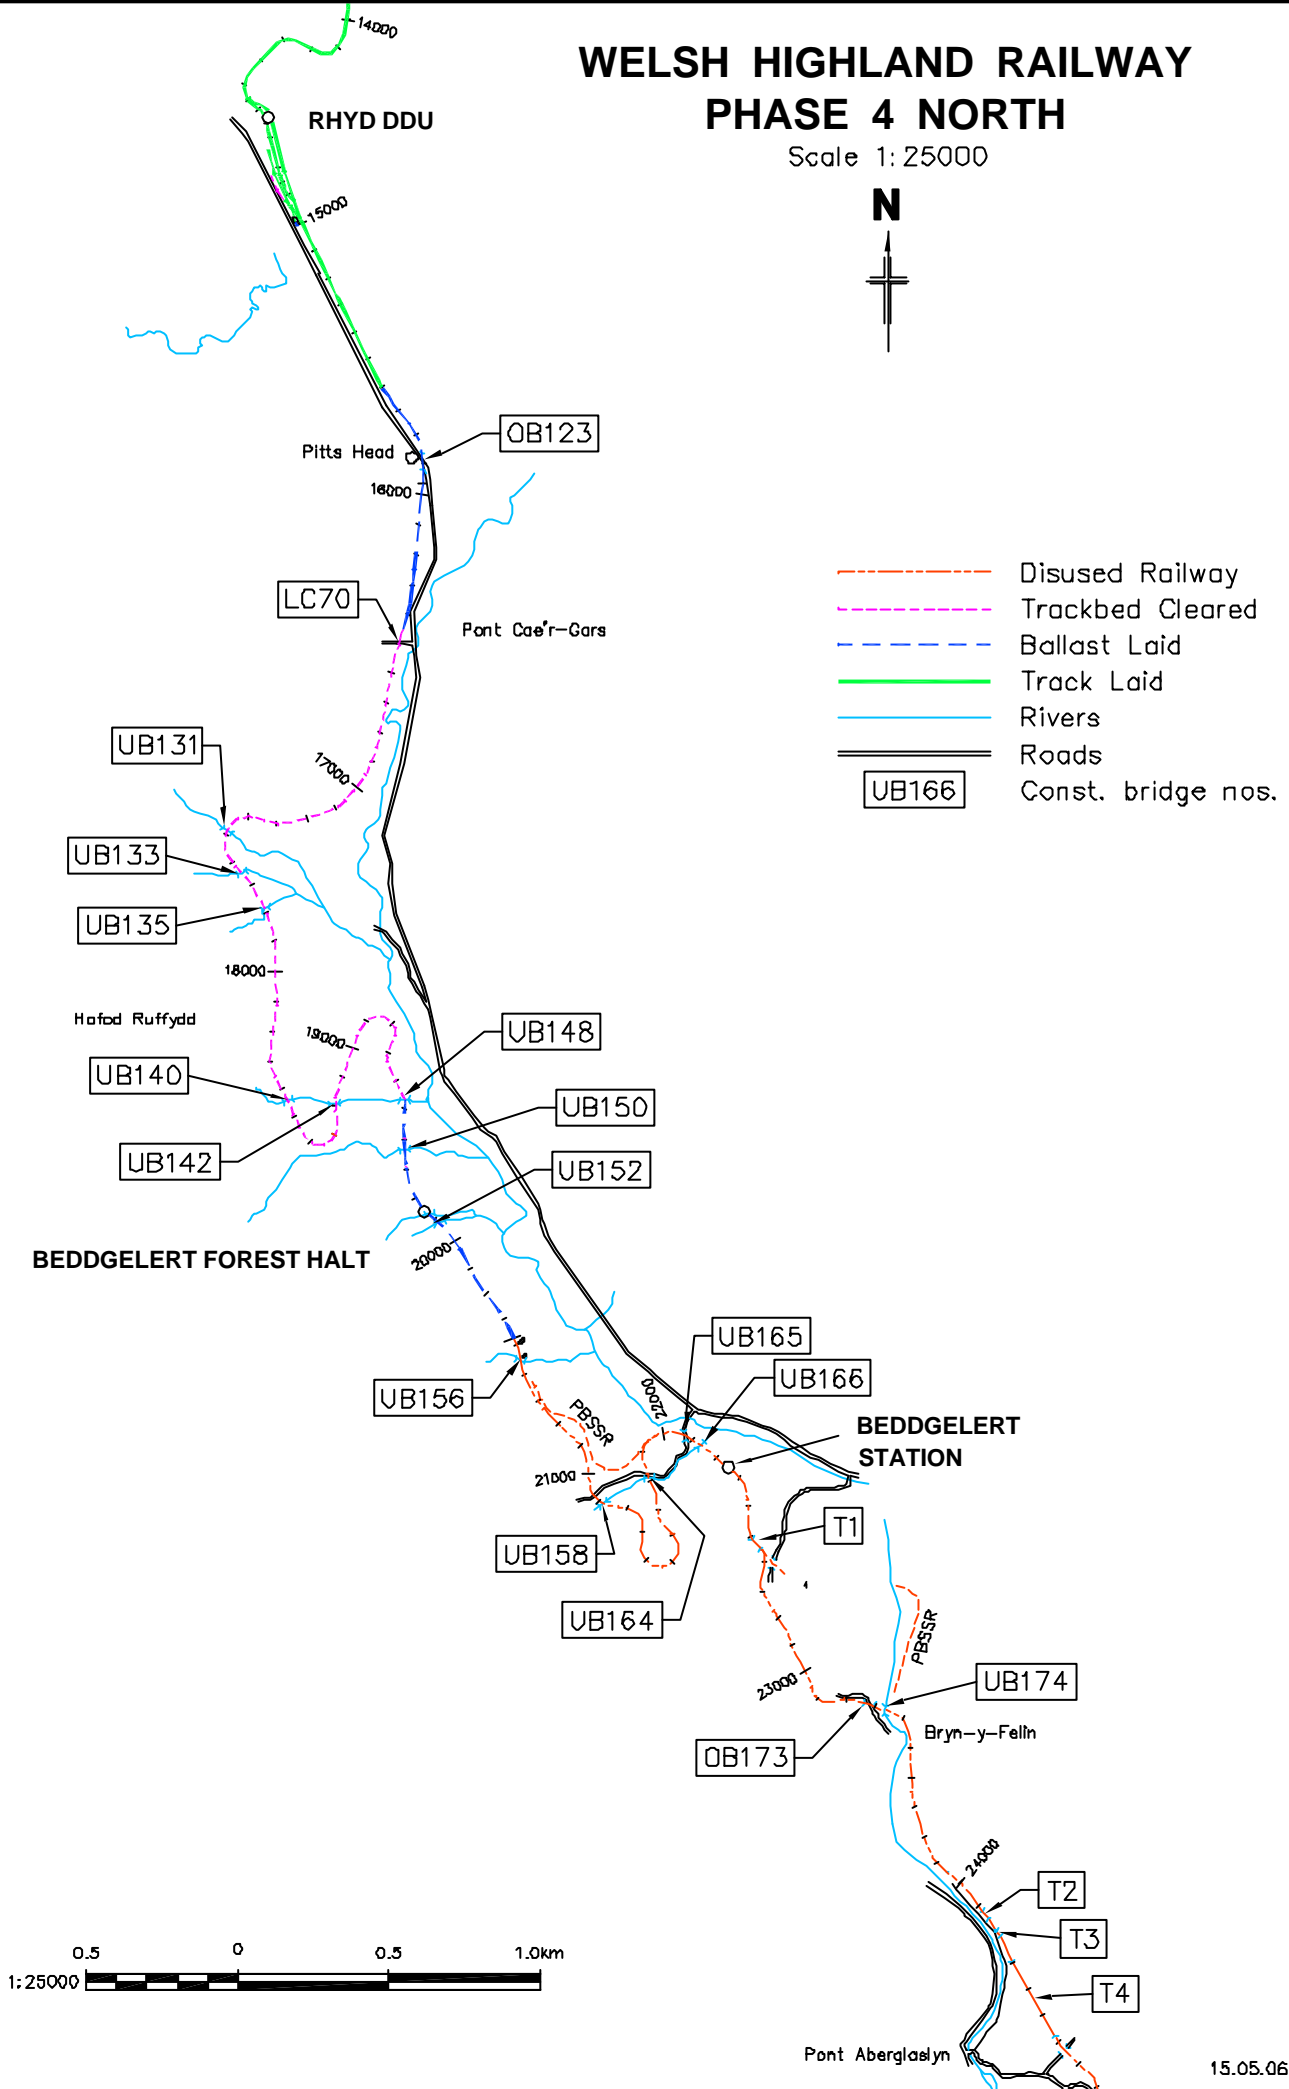 WELSH HIGHLAND RAILWAY
PHASE 4 NORTH
Scale 1:25000
N
14000
RHYD DDU
15000
OB123
Pitts Head
16000
LC70
Pont Cae'r-Gars
Disused Railway
Trackbed Cleared
Ballast Laid
Track Laid
Rivers
Roads
UB166
Const. bridge nos.
UB131
17000
UB133
UB135
18000
Hafod Ruffydd
19000
UB148
UB140
UB150
UB142
UB152
20000
BEDDGELERT FOREST HALT
UB165
UB166
UB156
22000
PBSSR
BEDDGELERT
STATION
21000
T1
UB158
UB164
PBSSR
23000
UB174
Bryn-y-Felin
OB173
24000
T2
T3
T4
0.5 0 0.5 1.0km
1:25000
Pont Aberglaslyn
15.05.06